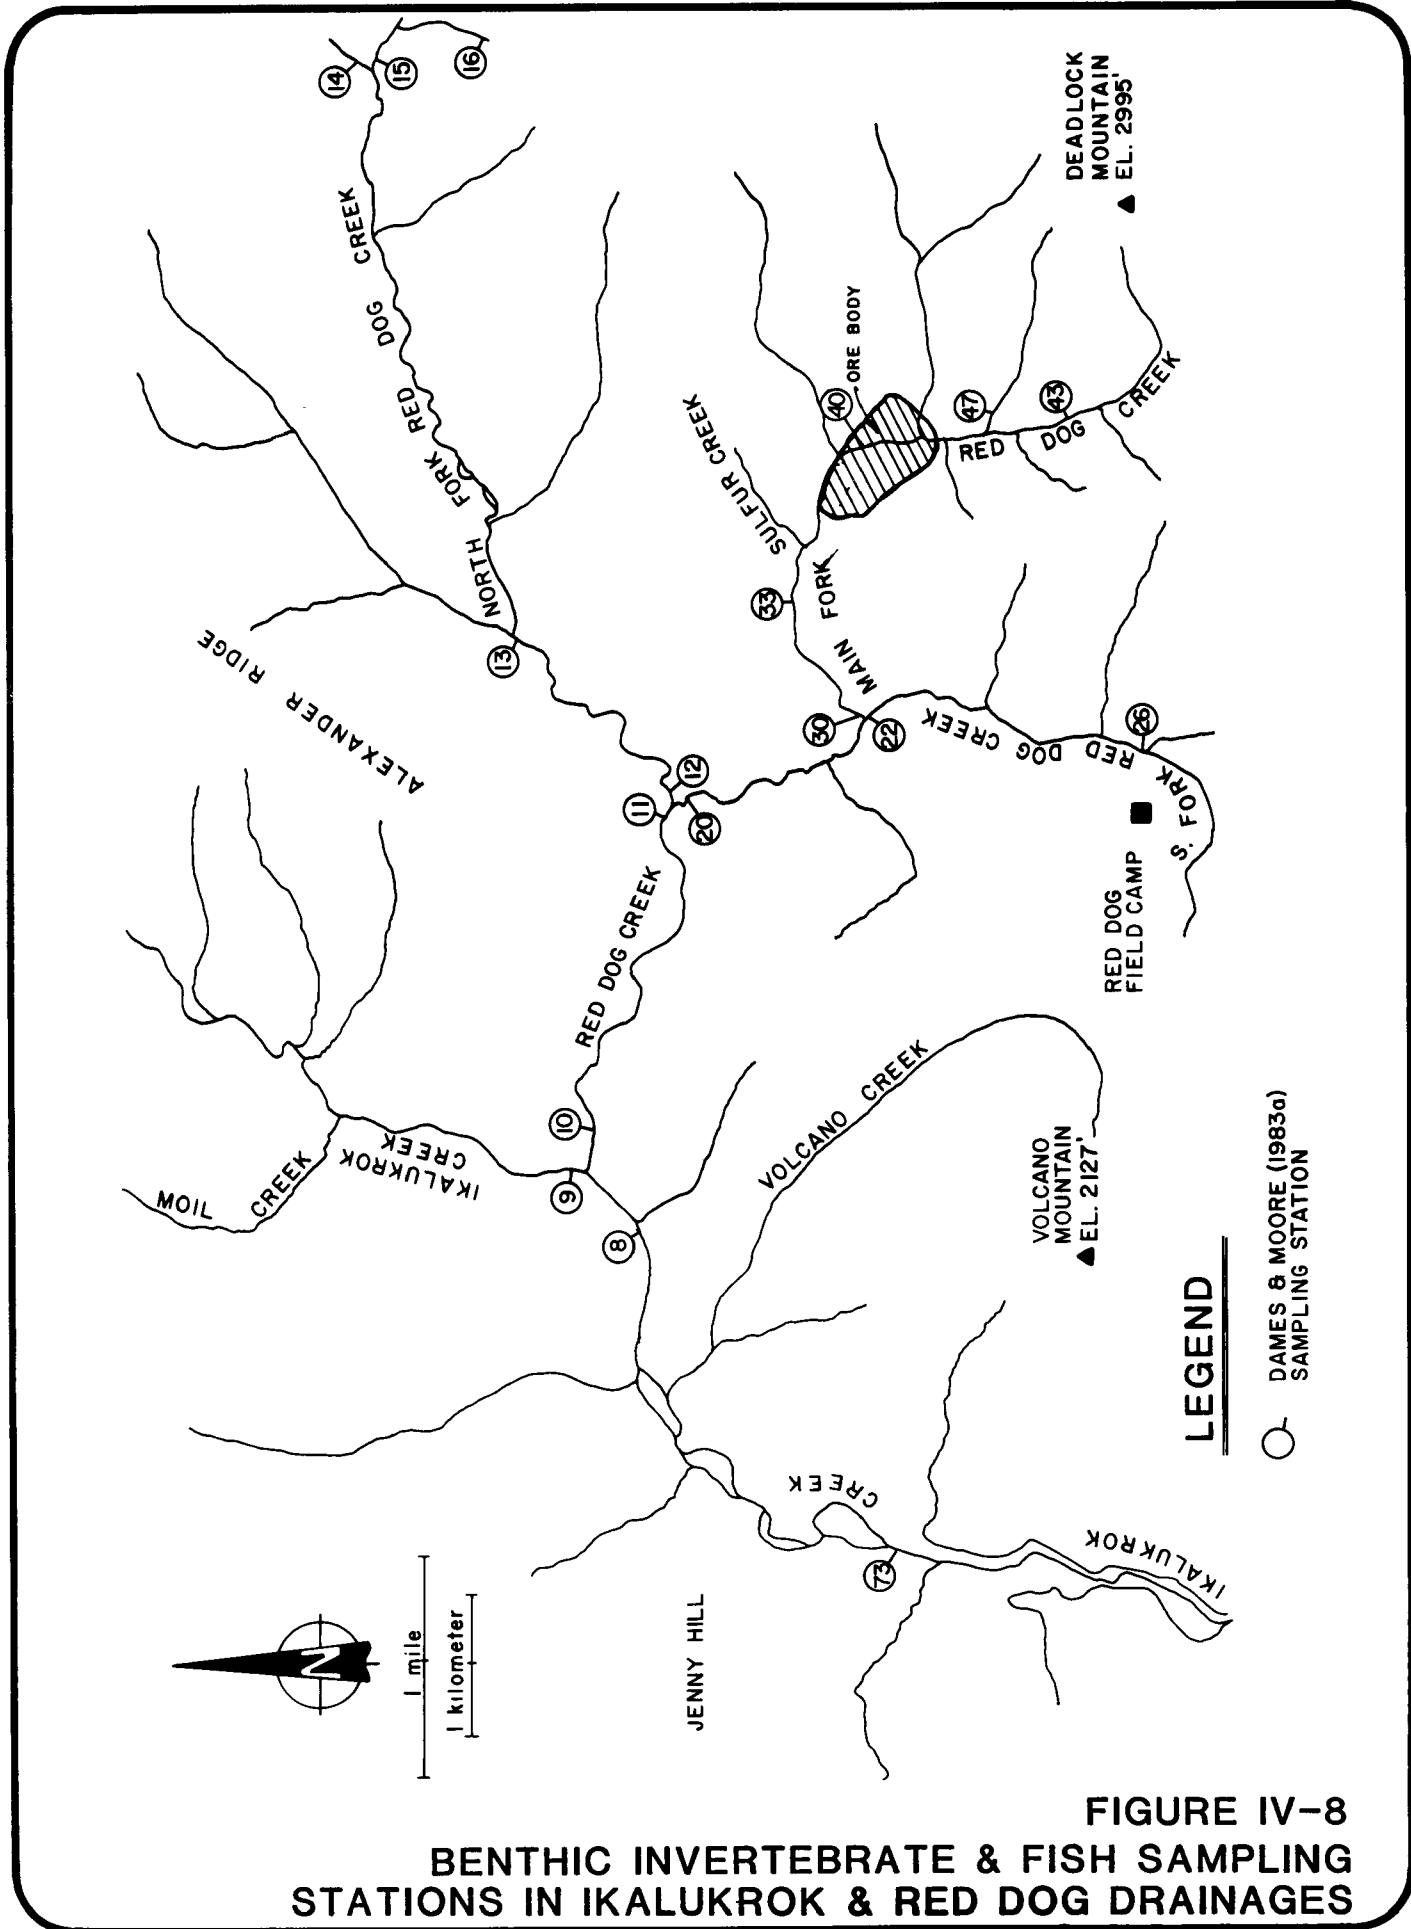 14
15
16
DEADLOCK
MOUNTAIN
EL. 2995'
NORTH FORK RED DOG CREEK
ALEXANDER RIDGE
13
SULFUR CREEK
ORE BODY
40
47
43
RED DOG CREEK
33
MAIN FORK
30
22
12
11
20
S. FORK RED DOG CREEK
26
RED DOG
FIELD CAMP
RED DOG CREEK
MOIL CREEK
IKALUKROK
CREEK
10
9
8
VOLCANO CREEK
VOLCANO
MOUNTAIN
EL. 2127'
IKALUKROK CREEK
73
JENNY HILL
N
1 mile
1 kilometer
LEGEND
DAMES & MOORE (1983a)
SAMPLING STATION
FIGURE IV-8
BENTHIC INVERTEBRATE & FISH SAMPLING
STATIONS IN IKALUKROK & RED DOG DRAINAGES